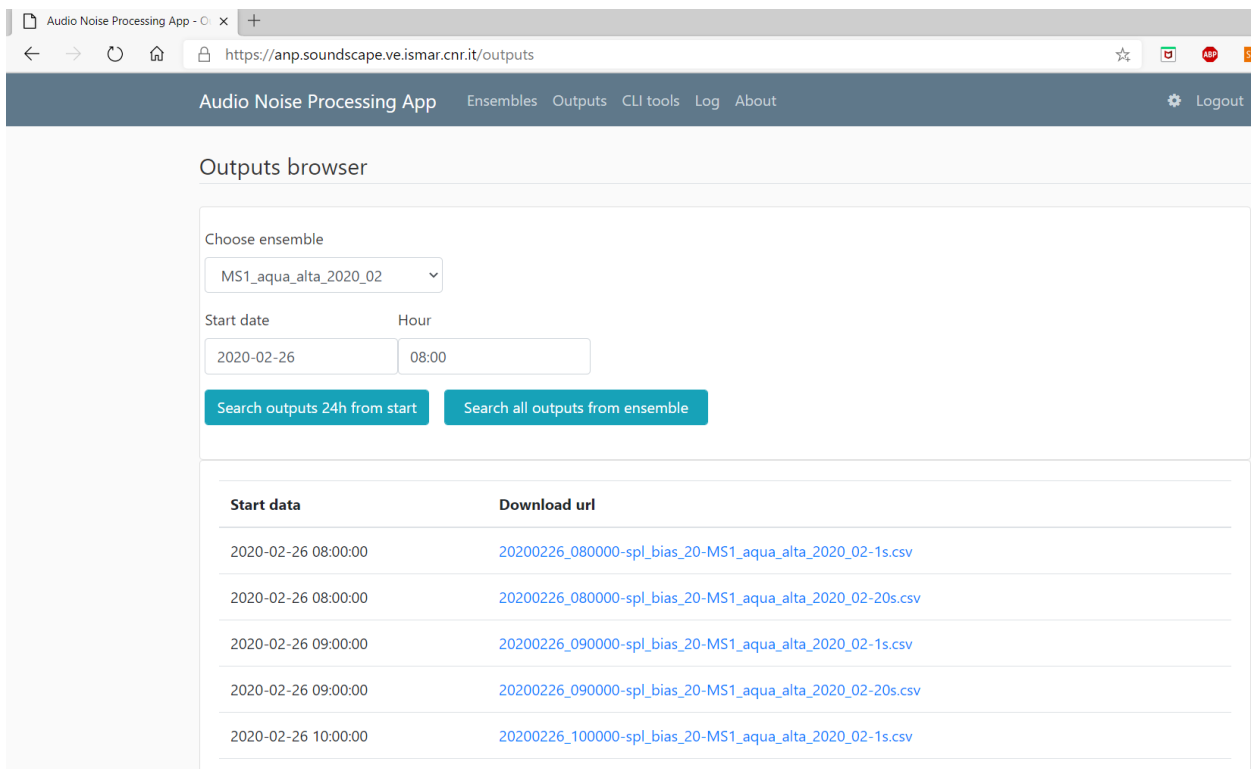 Audio Noise Processing App - O
https://anp.soundscape.ve.ismar.cnr.it/outputs
ABP
Audio Noise Processing App Ensembles Outputs CLI tools Log About Logout
Outputs browser
Choose ensemble
MS1_aqua_alta_2020_02
Start date Hour
2020-02-26 08:00
Search outputs 24h from start Search all outputs from ensemble
Start data Download url
2020-02-26 08:00:00 20200226_080000-spl_bias_20-MS1_aqua_alta_2020_02-1s.csv
2020-02-26 08:00:00 20200226_080000-spl_bias_20-MS1_aqua_alta_2020_02-20s.csv
2020-02-26 09:00:00 20200226_090000-spl_bias_20-MS1_aqua_alta_2020_02-1s.csv
2020-02-26 09:00:00 20200226_090000-spl_bias_20-MS1_aqua_alta_2020_02-20s.csv
2020-02-26 10:00:00 20200226_100000-spl_bias_20-MS1_aqua_alta_2020_02-1s.csv